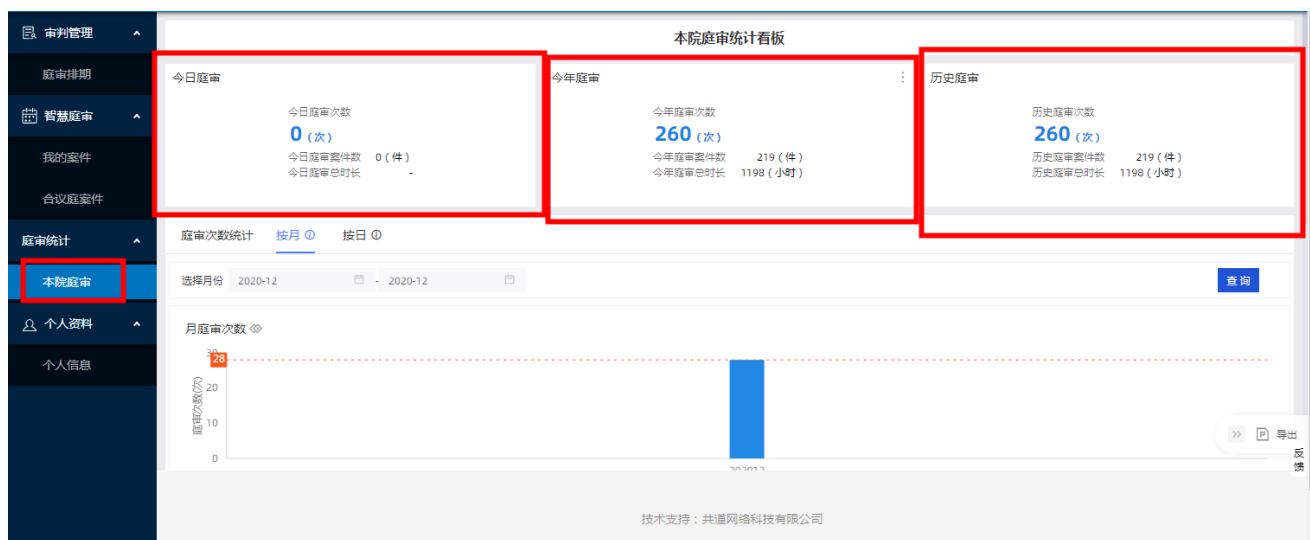 审判管理
庭审排期
智慧庭审
我的案件
合议庭案件
庭审统计
本院庭审
个人资料
个人信息
本院庭审统计看板
今日庭审
今日庭审次数
0 (次)
今日庭审案件数 0 (件)
今日庭审总时长 -
今年庭审
今年庭审次数
260 (次)
今年庭审案件数 219 (件)
今年庭审总时长 1198 (小时)
历史庭审
历史庭审次数
260 (次)
历史庭审案件数 219 (件)
历史庭审总时长 1198 (小时)
庭审次数统计 按月 按日
选择月份 2020-12 - 2020-12 查询
月庭审次数
30
28
20
10
0
庭审次数(次)
202012
导出
反馈
技术支持：共道网络科技有限公司